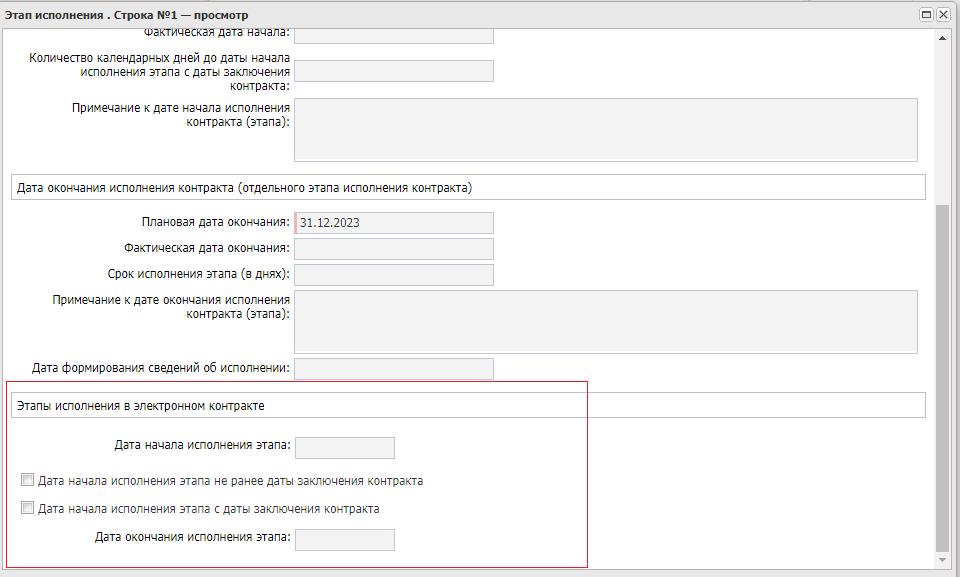 Этап исполнения . Строка №1 — просмотр
Фактическая дата начала:
Количество календарных дней до даты начала
исполнения этапа с даты заключения
контракта:
Примечание к дате начала исполнения
контракта (этапа):
Дата окончания исполнения контракта (отдельного этапа исполнения контракта)
Плановая дата окончания: 31.12.2023
Фактическая дата окончания:
Срок исполнения этапа (в днях):
Примечание к дате окончания исполнения
контракта (этапа):
Дата формирования сведений об исполнении:
Этапы исполнения в электронном контракте
Дата начала исполнения этапа:
Дата начала исполнения этапа не ранее даты заключения контракта
Дата начала исполнения этапа с даты заключения контракта
Дата окончания исполнения этапа: